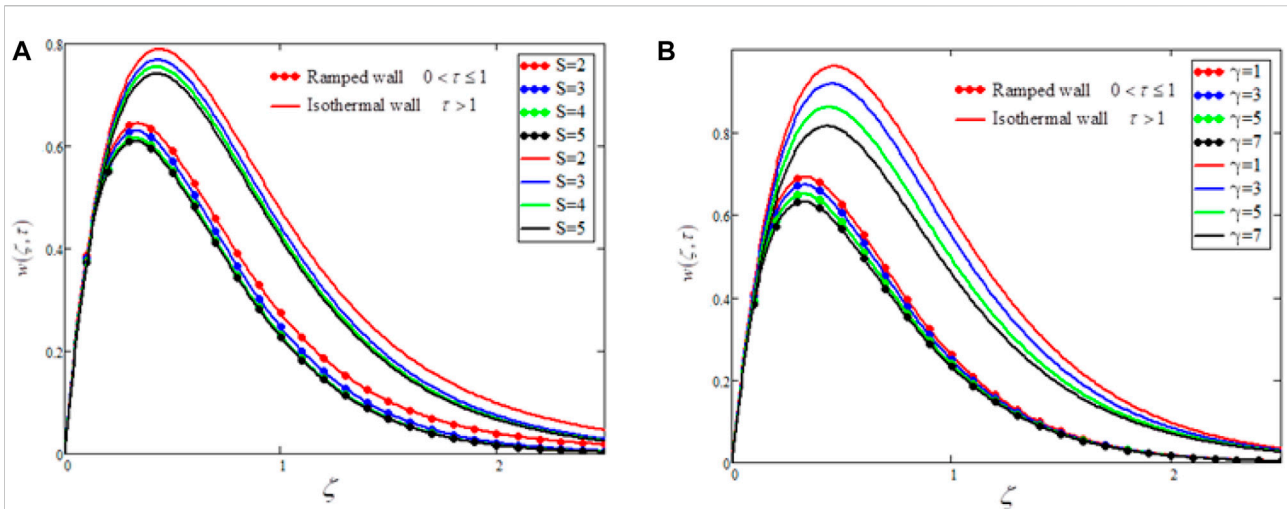 A
0.8
0.6
0.4
0.2
0
w(ζ, τ)
Ramped wall 0 < τ ≤ 1
Isothermal wall τ > 1
S=2
S=3
S=4
S=5
S=2
S=3
S=4
S=5
0
1
2
ζ
B
0.8
0.6
0.4
0.2
0
w(ζ, τ)
Ramped wall 0 < τ ≤ 1
Isothermal wall τ > 1
γ=1
γ=3
γ=5
γ=7
γ=1
γ=3
γ=5
γ=7
0
1
2
ζ